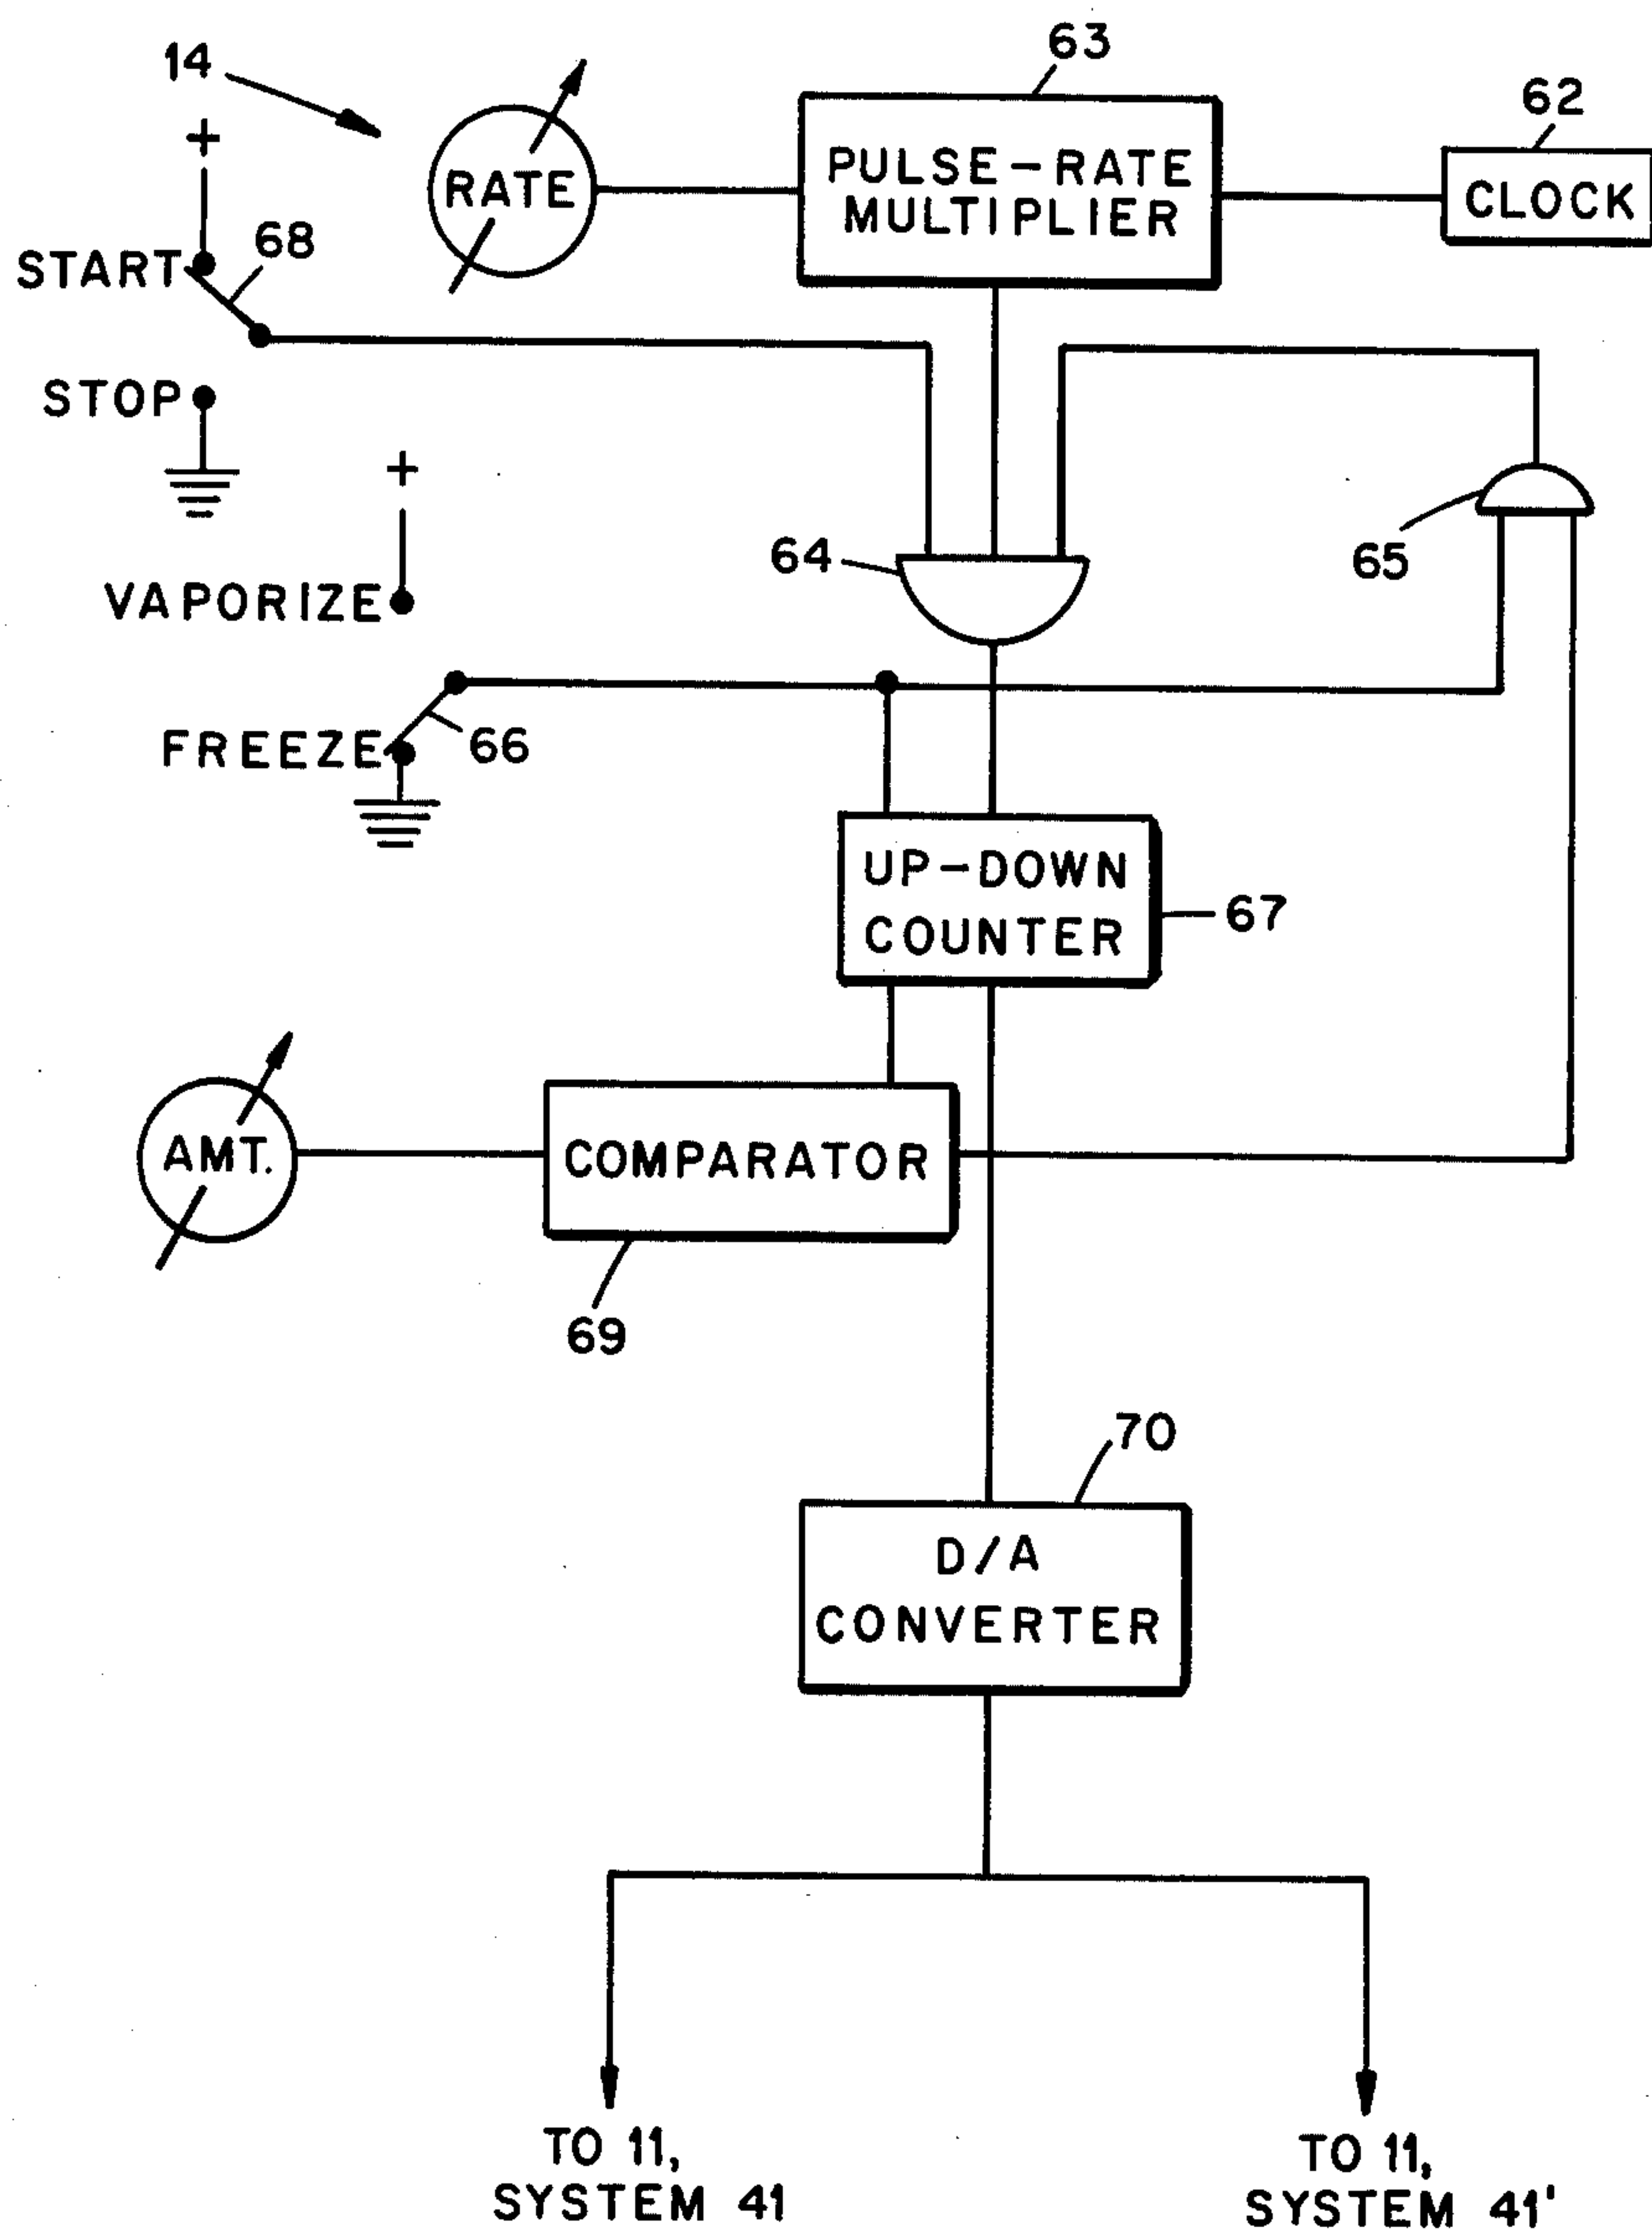 63
14
62
+
RATE
PULSE-RATE
MULTIPLIER
CLOCK
68
START
STOP
+
64
65
VAPORIZE
66
FREEZE
UP-DOWN
COUNTER
67
AMT.
COMPARATOR
69
70
D/A
CONVERTER
TO 11,
SYSTEM 41
TO 11,
SYSTEM 41'